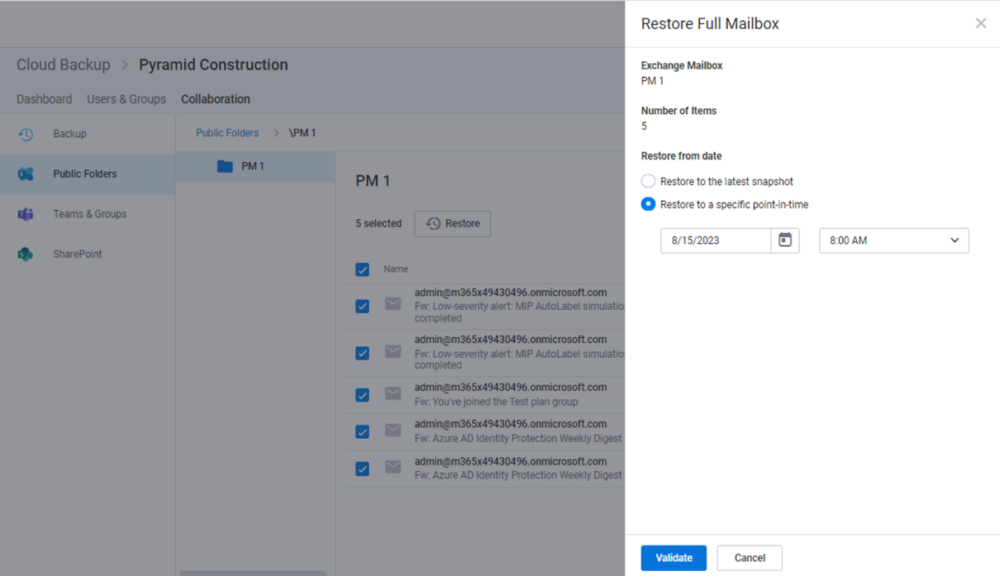 Restore Full Mailbox
Cloud Backup > Pyramid Construction
Dashboard Users & Groups Collaboration
Backup
Public Folders
Teams & Groups
SharePoint
Public Folders > \PM 1
PM 1
PM 1
5 selected Restore
Name
admin@m365x49430496.onmicrosoft.com
Fw: Low-severity alert: MIP AutoLabel simulatio
completed
admin@m365x49430496.onmicrosoft.com
Fw: Low-severity alert: MIP AutoLabel simulatio
completed
admin@m365x49430496.onmicrosoft.com
Fw: You've joined the Test plan group
admin@m365x49430496.onmicrosoft.com
Fw: Azure AD Identity Protection Weekly Digest
admin@m365x49430496.onmicrosoft.com
Fw: Azure AD Identity Protection Weekly Digest
Exchange Mailbox
PM 1
Number of Items
5
Restore from date
Restore to the latest snapshot
Restore to a specific point-in-time
8/15/2023 8:00 AM
Validate Cancel